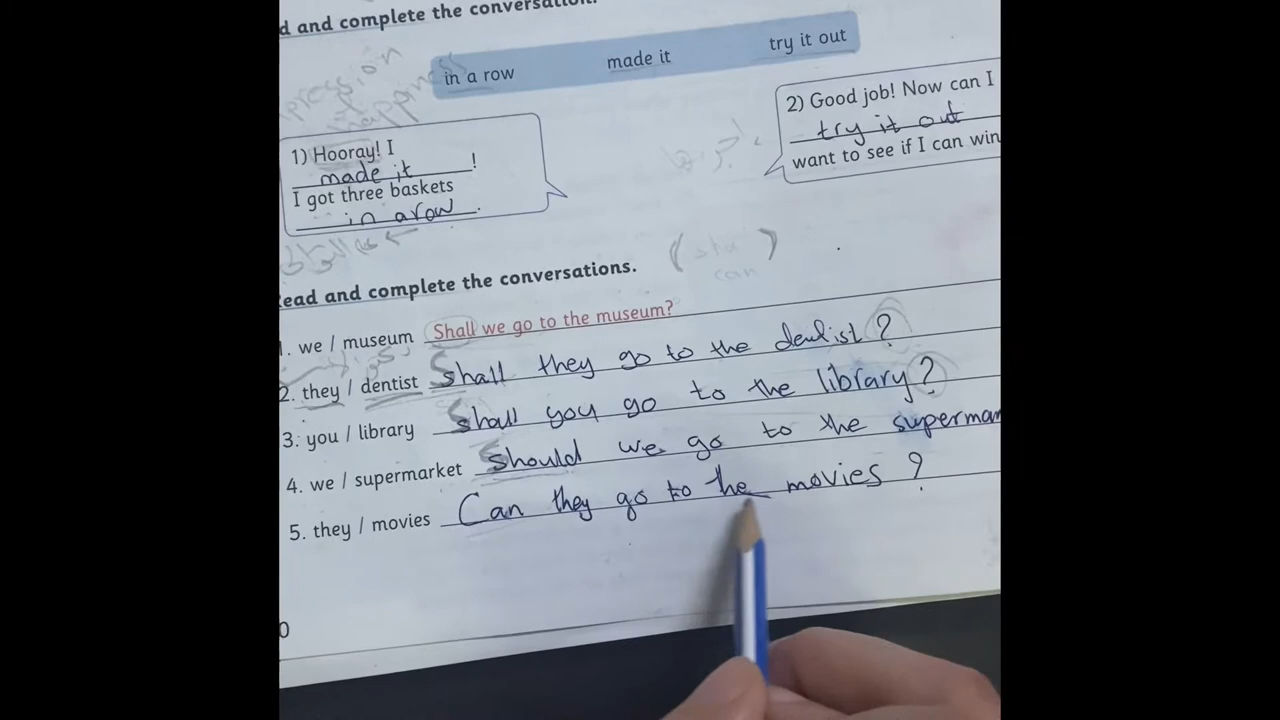 d and complete the conversation.
in a row made it try it out
1) Hooray! I
made it !
I got three baskets
in a row.
2) Good job! Now can I
try it out
want to see if I can win
ead and complete the conversations.
1. we / museum Shall we go to the museum?
2. they / dentist Shall they go to the dentist ?
3. you / library Shall you go to the library ?
4. we / supermarket Should we go to the supermar
5. they / movies Can they go to the movies ?
0